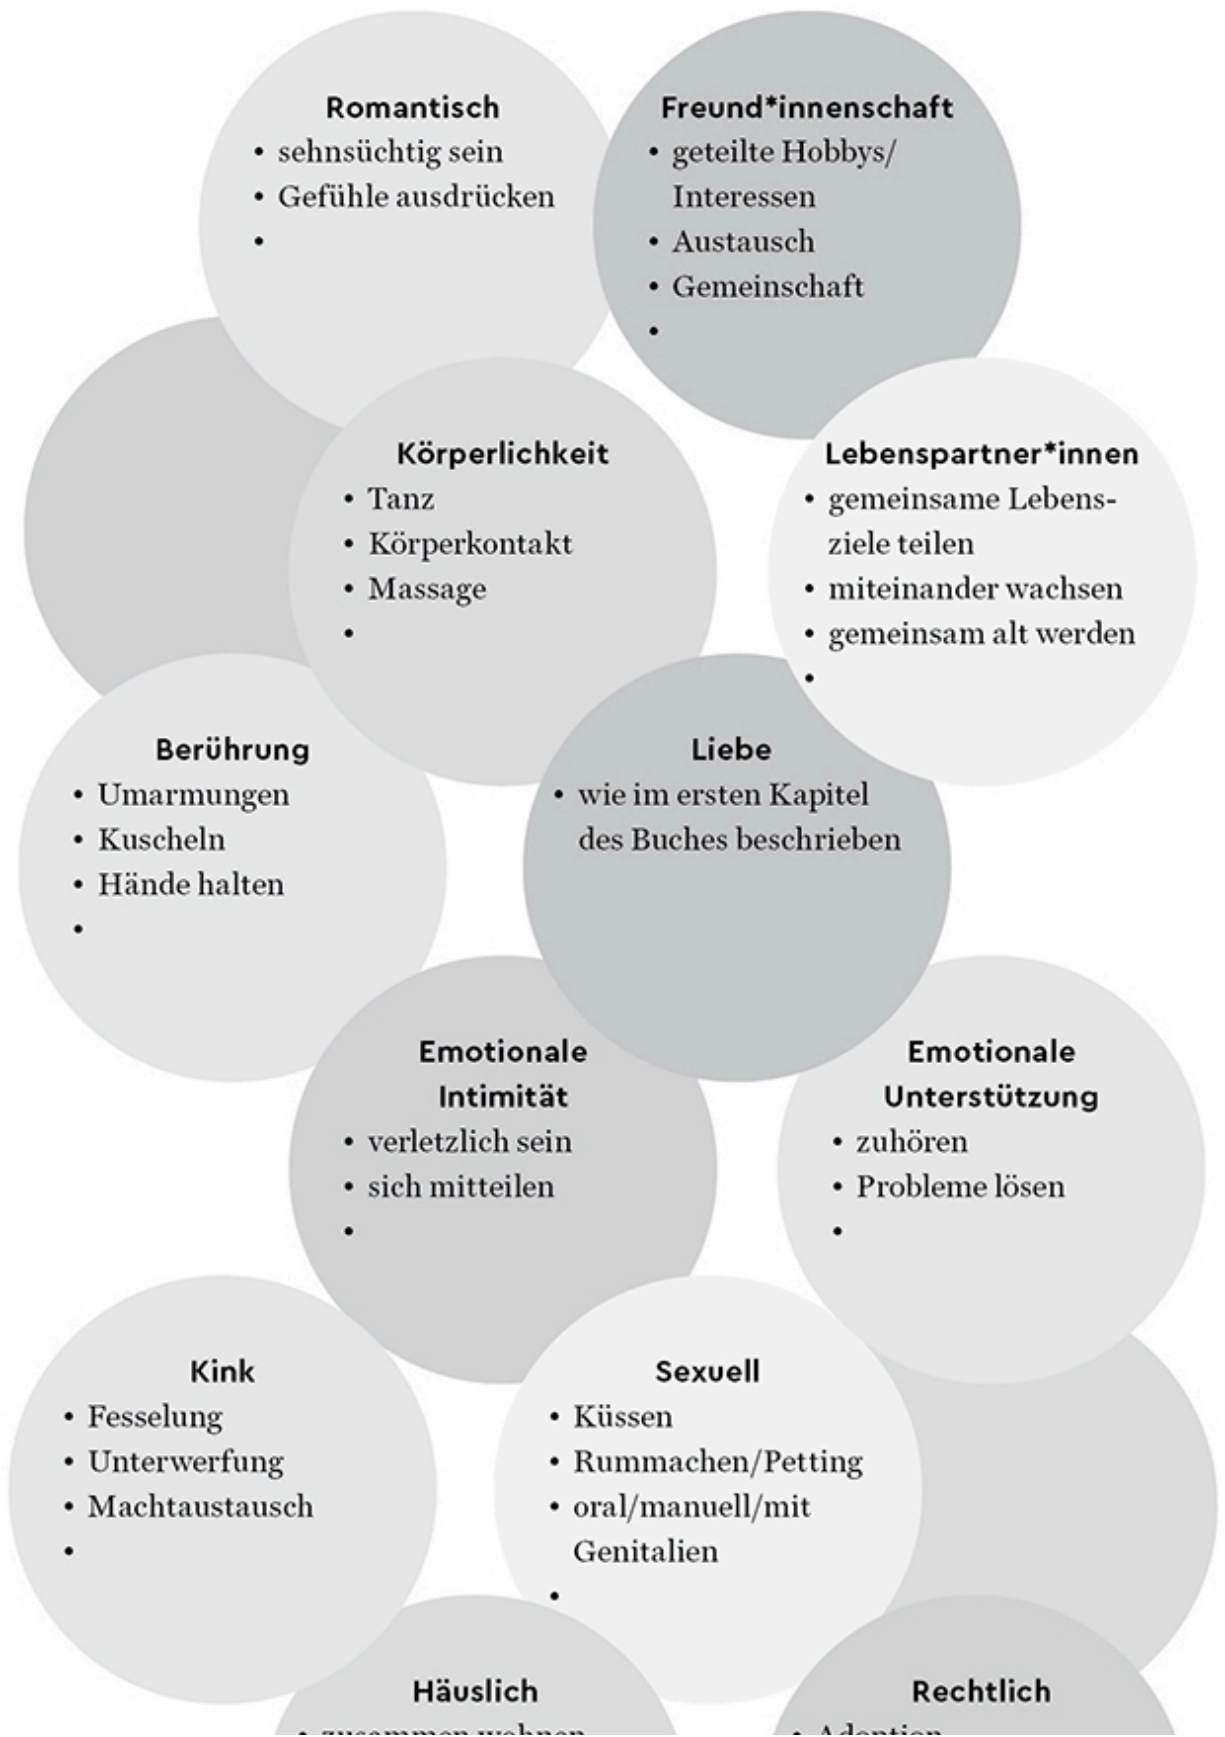 Romantisch
• sehnsüchtig sein
• Gefühle ausdrücken
•
Freund*innenschaft
• geteilte Hobbys/
Interessen
• Austausch
• Gemeinschaft
•
Körperlichkeit
• Tanz
• Körperkontakt
• Massage
•
Lebenspartner*innen
• gemeinsame Lebens-
ziele teilen
• miteinander wachsen
• gemeinsam alt werden
•
Berührung
• Umarmungen
• Kuscheln
• Hände halten
•
Liebe
• wie im ersten Kapitel
des Buches beschrieben
Emotionale
Intimität
• verletzlich sein
• sich mitteilen
•
Emotionale
Unterstützung
• zuhören
• Probleme lösen
•
Kink
• Fesselung
• Unterwerfung
• Machtaustausch
•
Sexuell
• Küssen
• Rummachen/Petting
• oral/manuell/mit
Genitalien
•
Häuslich
• zusammen wohnen
Rechtlich
• Adoption